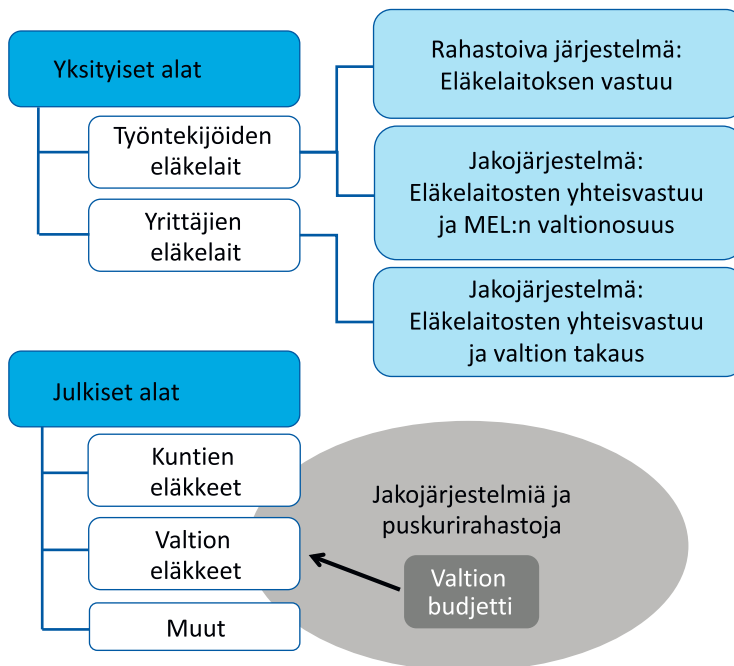 Yksityiset alat
Työntekijöiden
eläkelait
Yrittäjien
eläkelait
Rahastoiva järjestelmä:
Eläkelaitoksen vastuu
Jakojärjestelmä:
Eläkelaitosten yhteisvastuu
ja MEL:n valtionosuus
Jakojärjestelmä:
Eläkelaitosten yhteisvastuu
ja valtion takaus
Julkiset alat
Kuntien
eläkkeet
Valtion
eläkkeet
Muut
Jakojärjestelmiä ja
puskurirahastoja
Valtion
budjetti